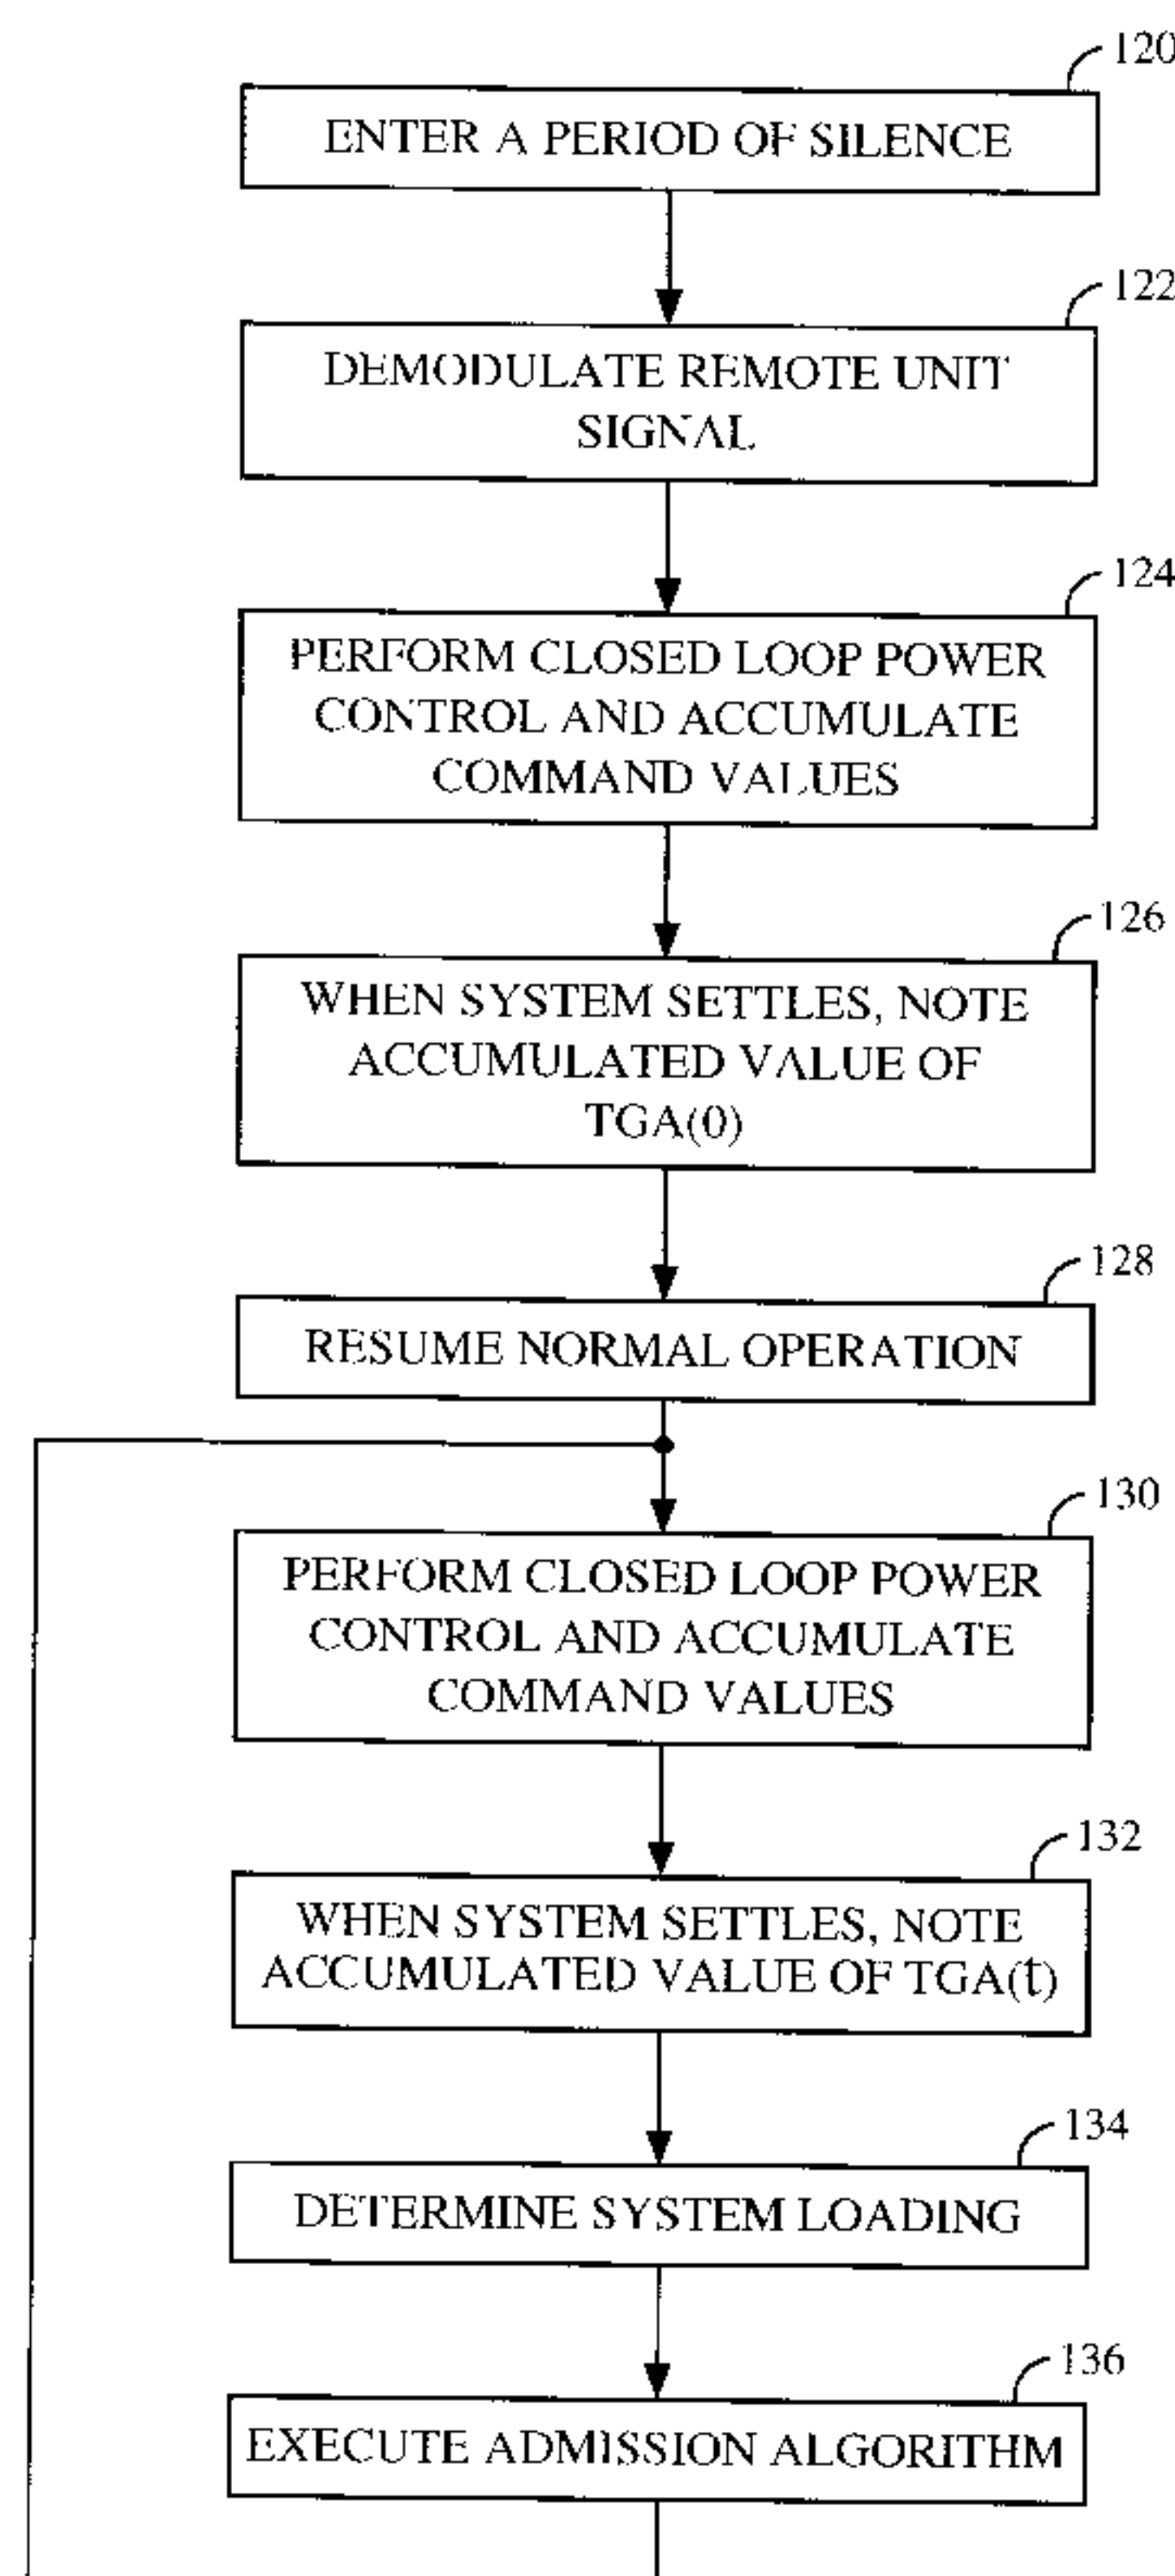 120
ENTER A PERIOD OF SILENCE
122
DEMODULATE REMOTE UNIT
SIGNAL
124
PERFORM CLOSED LOOP POWER
CONTROL AND ACCUMULATE
COMMAND VALUES
126
WHEN SYSTEM SETTLES, NOTE
ACCUMULATED VALUE OF
TGA(0)
128
RESUME NORMAL OPERATION
130
PERFORM CLOSED LOOP POWER
CONTROL AND ACCUMULATE
COMMAND VALUES
132
WHEN SYSTEM SETTLES, NOTE
ACCUMULATED VALUE OF TGA(t)
134
DETERMINE SYSTEM LOADING
136
EXECUTE ADMISSION ALGORITHM